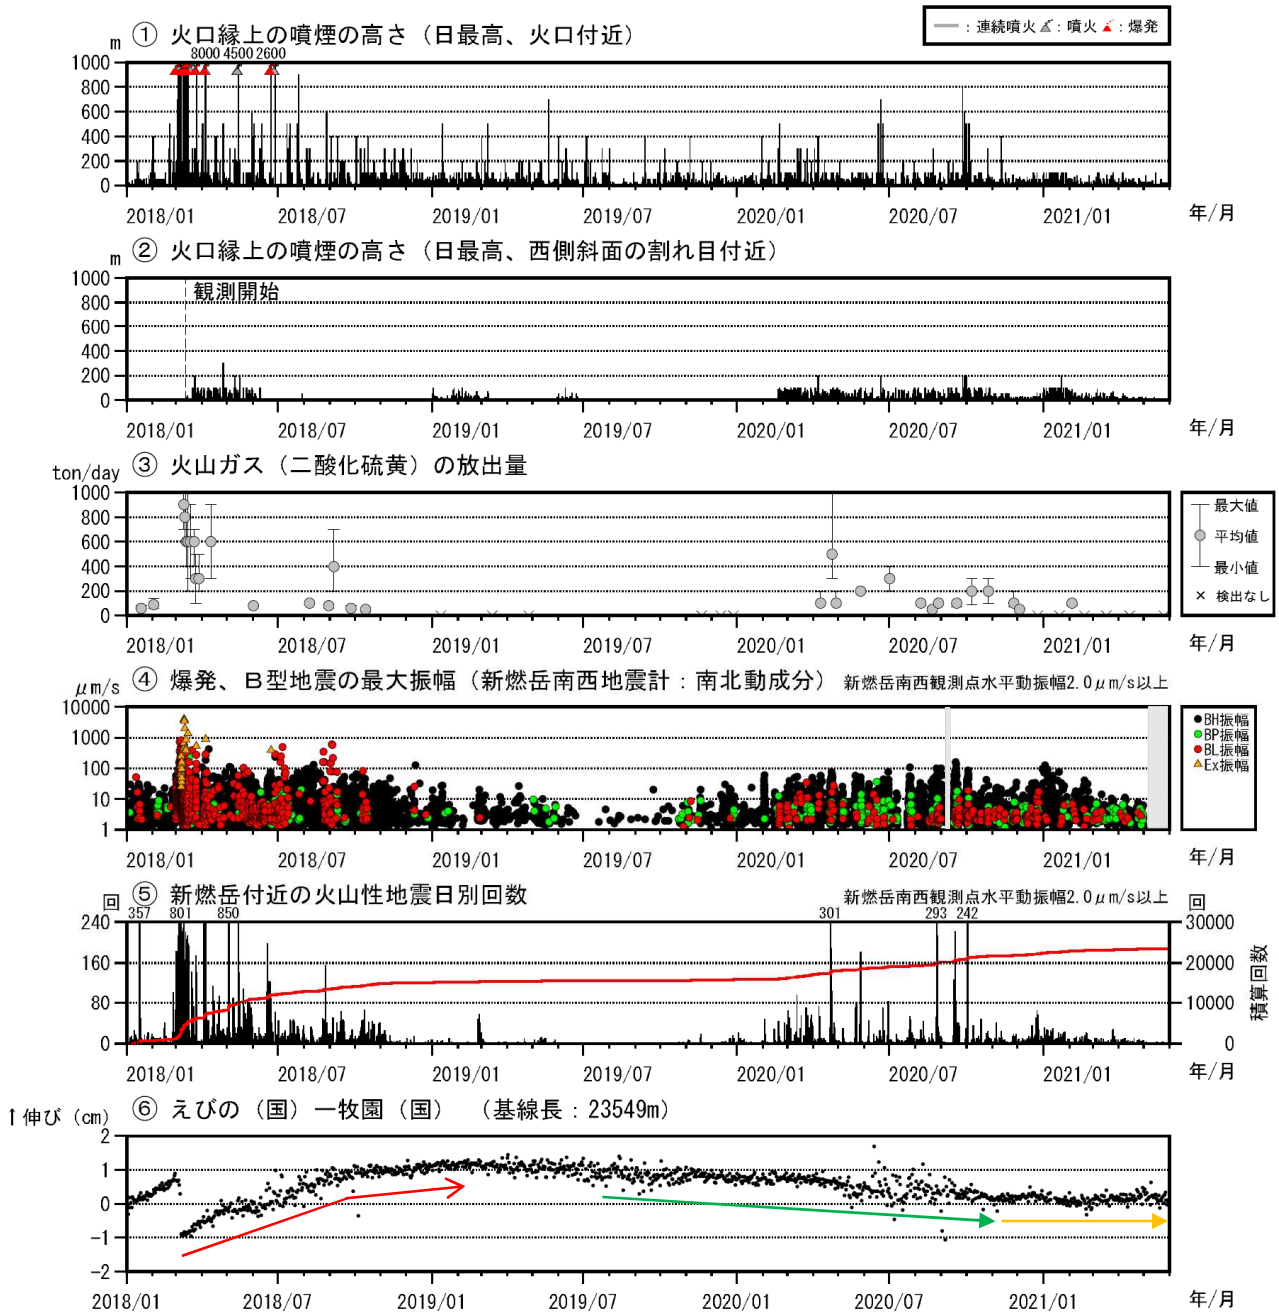 ① 火口縁上の噴煙の高さ（日最高、火口付近）
━ : 連続噴火 : 噴火 : 爆発
m
8000 4500 2600
1000
800
600
400
200
0
2018/01 2018/07 2019/01 2019/07 2020/01 2020/07 2021/01 年/月
② 火口縁上の噴煙の高さ（日最高、西側斜面の割れ目付近）
m
観測開始
1000
800
600
400
200
0
2018/01 2018/07 2019/01 2019/07 2020/01 2020/07 2021/01 年/月
③ 火山ガス（二酸化硫黄）の放出量
ton/day
1000
800
600
400
200
0
最大値
平均値
最小値
× 検出なし
2018/01 2018/07 2019/01 2019/07 2020/01 2020/07 2021/01 年/月
④ 爆発、Ｂ型地震の最大振幅（新燃岳南西地震計：南北動成分） 新燃岳南西観測点水平動振幅2.0μm/s以上
μm/s
10000
1000
100
10
1
BH振幅
BP振幅
BL振幅
Ex振幅
2018/01 2018/07 2019/01 2019/07 2020/01 2020/07 2021/01 年/月
⑤ 新燃岳付近の火山性地震日別回数 新燃岳南西観測点水平動振幅2.0μm/s以上
回 357 801 850 301 293 242 回
240 30000
160 20000
80 10000
0 0
積算回数
2018/01 2018/07 2019/01 2019/07 2020/01 2020/07 2021/01 年/月
⑥ えびの（国）―牧園（国） （基線長：23549m）
↑伸び（cm）
2
1
0
−1
−2
2018/01 2018/07 2019/01 2019/07 2020/01 2020/07 2021/01 年/月